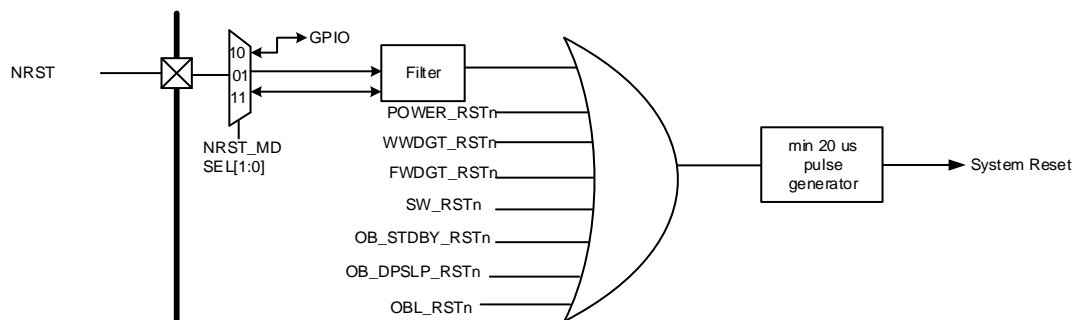 GPIO
10
NRST
01
Filter
11
POWER_RSTn
NRST_MD
SEL[1:0]
WWDGT_RSTn
min 20 us
pulse
generator
System Reset
FWDGT_RSTn
SW_RSTn
OB_STDBY_RSTn
OB_DPSLP_RSTn
OBL_RSTn